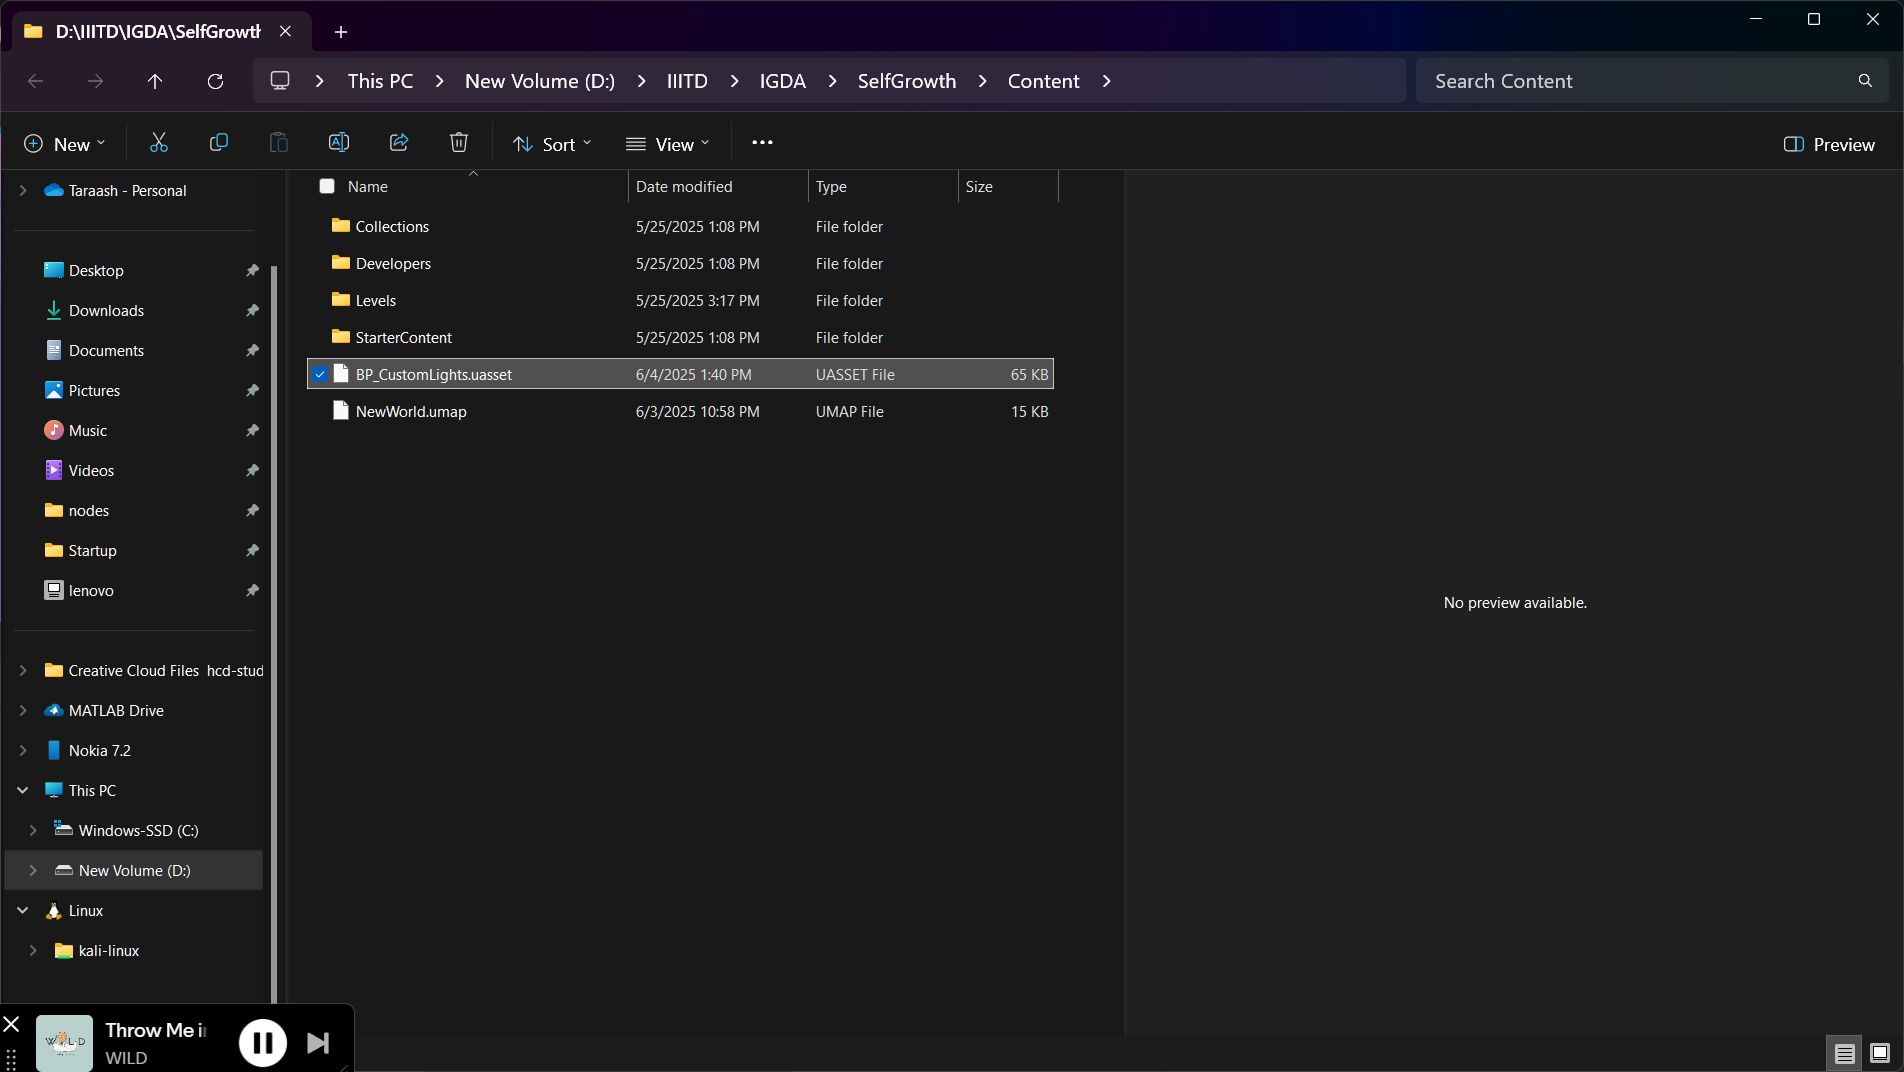 D:\IIITD\IGDA\SelfGrowth
This PC
New Volume (D:)
IIITD
IGDA
SelfGrowth
Content
Search Content
New
Sort
View
Preview
Taraash - Personal
Desktop
Downloads
Documents
Pictures
Music
Videos
nodes
Startup
lenovo
Creative Cloud Files hcd-stud
MATLAB Drive
Nokia 7.2
This PC
Windows-SSD (C:)
New Volume (D:)
Linux
kali-linux
Name Date modified Type Size
Collections 5/25/2025 1:08 PM File folder
Developers 5/25/2025 1:08 PM File folder
Levels 5/25/2025 3:17 PM File folder
StarterContent 5/25/2025 1:08 PM File folder
BP_CustomLights.uasset 6/4/2025 1:40 PM UASSET File 65 KB
NewWorld.umap 6/3/2025 10:58 PM UMAP File 15 KB
No preview available.
WILD
Throw Me in
WILD